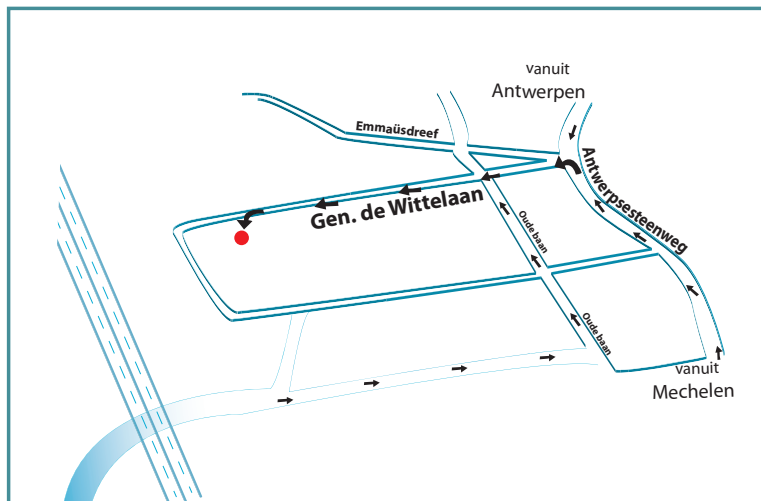 vanuit
Antwerpen
Emmaüsdreef
Antwerpsesteenweg
Gen. de Wittelaan
Oude baan
Oude baan
vanuit
Mechelen